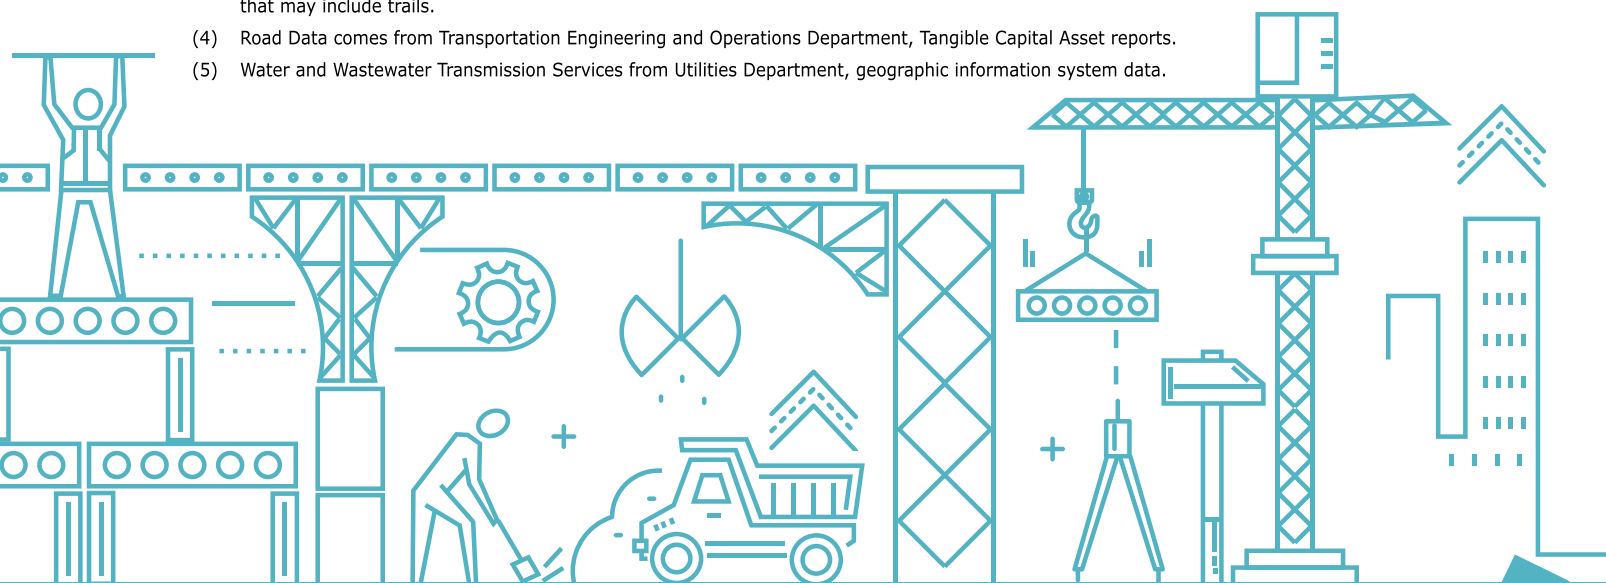 that may include trails.
(4) Road Data comes from Transportation Engineering and Operations Department, Tangible Capital Asset reports.
(5) Water and Wastewater Transmission Services from Utilities Department, geographic information system data.